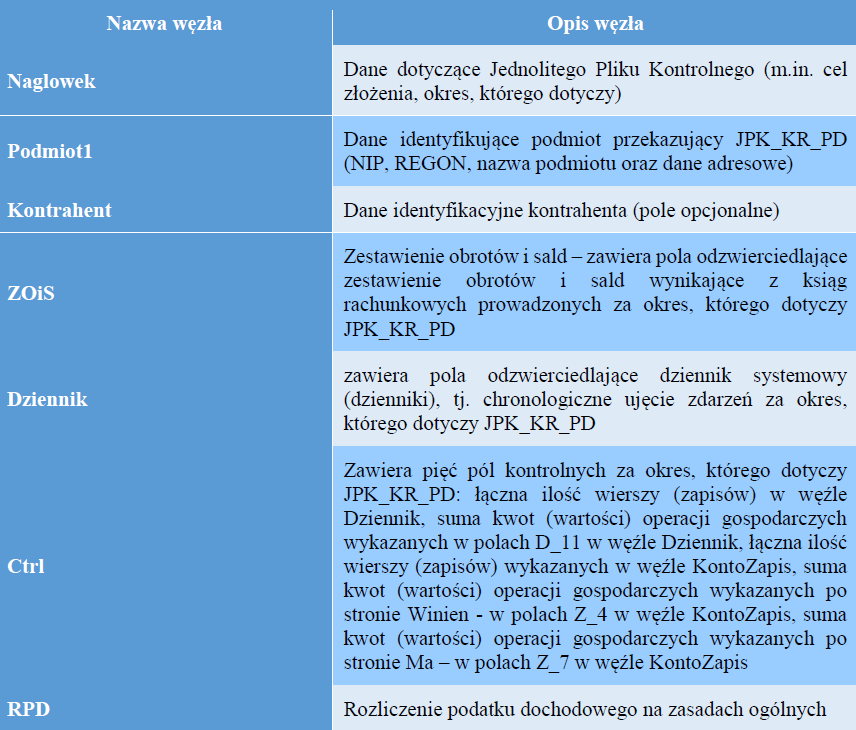 Nazwa węzła
Opis węzła
Naglowek
Dane dotyczące Jednolitego Pliku Kontrolnego (m.in. cel
złożenia, okres, którego dotyczy)
Podmiot1
Dane identyfikujące podmiot przekazujący JPK_KR_PD
(NIP, REGON, nazwa podmiotu oraz dane adresowe)
Kontrahent
Dane identyfikacyjne kontrahenta (pole opcjonalne)
ZOiS
Zestawienie obrotów i sald – zawiera pola odzwierciedlające
zestawienie obrotów i sald wynikające z ksiąg
rachunkowych prowadzonych za okres, którego dotyczy
JPK_KR_PD
Dziennik
zawiera pola odzwierciedlające dziennik systemowy
(dzienniki), tj. chronologiczne ujęcie zdarzeń za okres,
którego dotyczy JPK_KR_PD
Ctrl
Zawiera pięć pól kontrolnych za okres, którego dotyczy
JPK_KR_PD: łączna ilość wierszy (zapisów) w węźle
Dziennik, suma kwot (wartości) operacji gospodarczych
wykazanych w polach D_11 w węźle Dziennik, łączna ilość
wierszy (zapisów) wykazanych w węźle KontoZapis, suma
kwot (wartości) operacji gospodarczych wykazanych po
stronie Winien - w polach Z_4 w węźle KontoZapis, suma
kwot (wartości) operacji gospodarczych wykazanych po
stronie Ma – w polach Z_7 w węźle KontoZapis
RPD
Rozliczenie podatku dochodowego na zasadach ogólnych